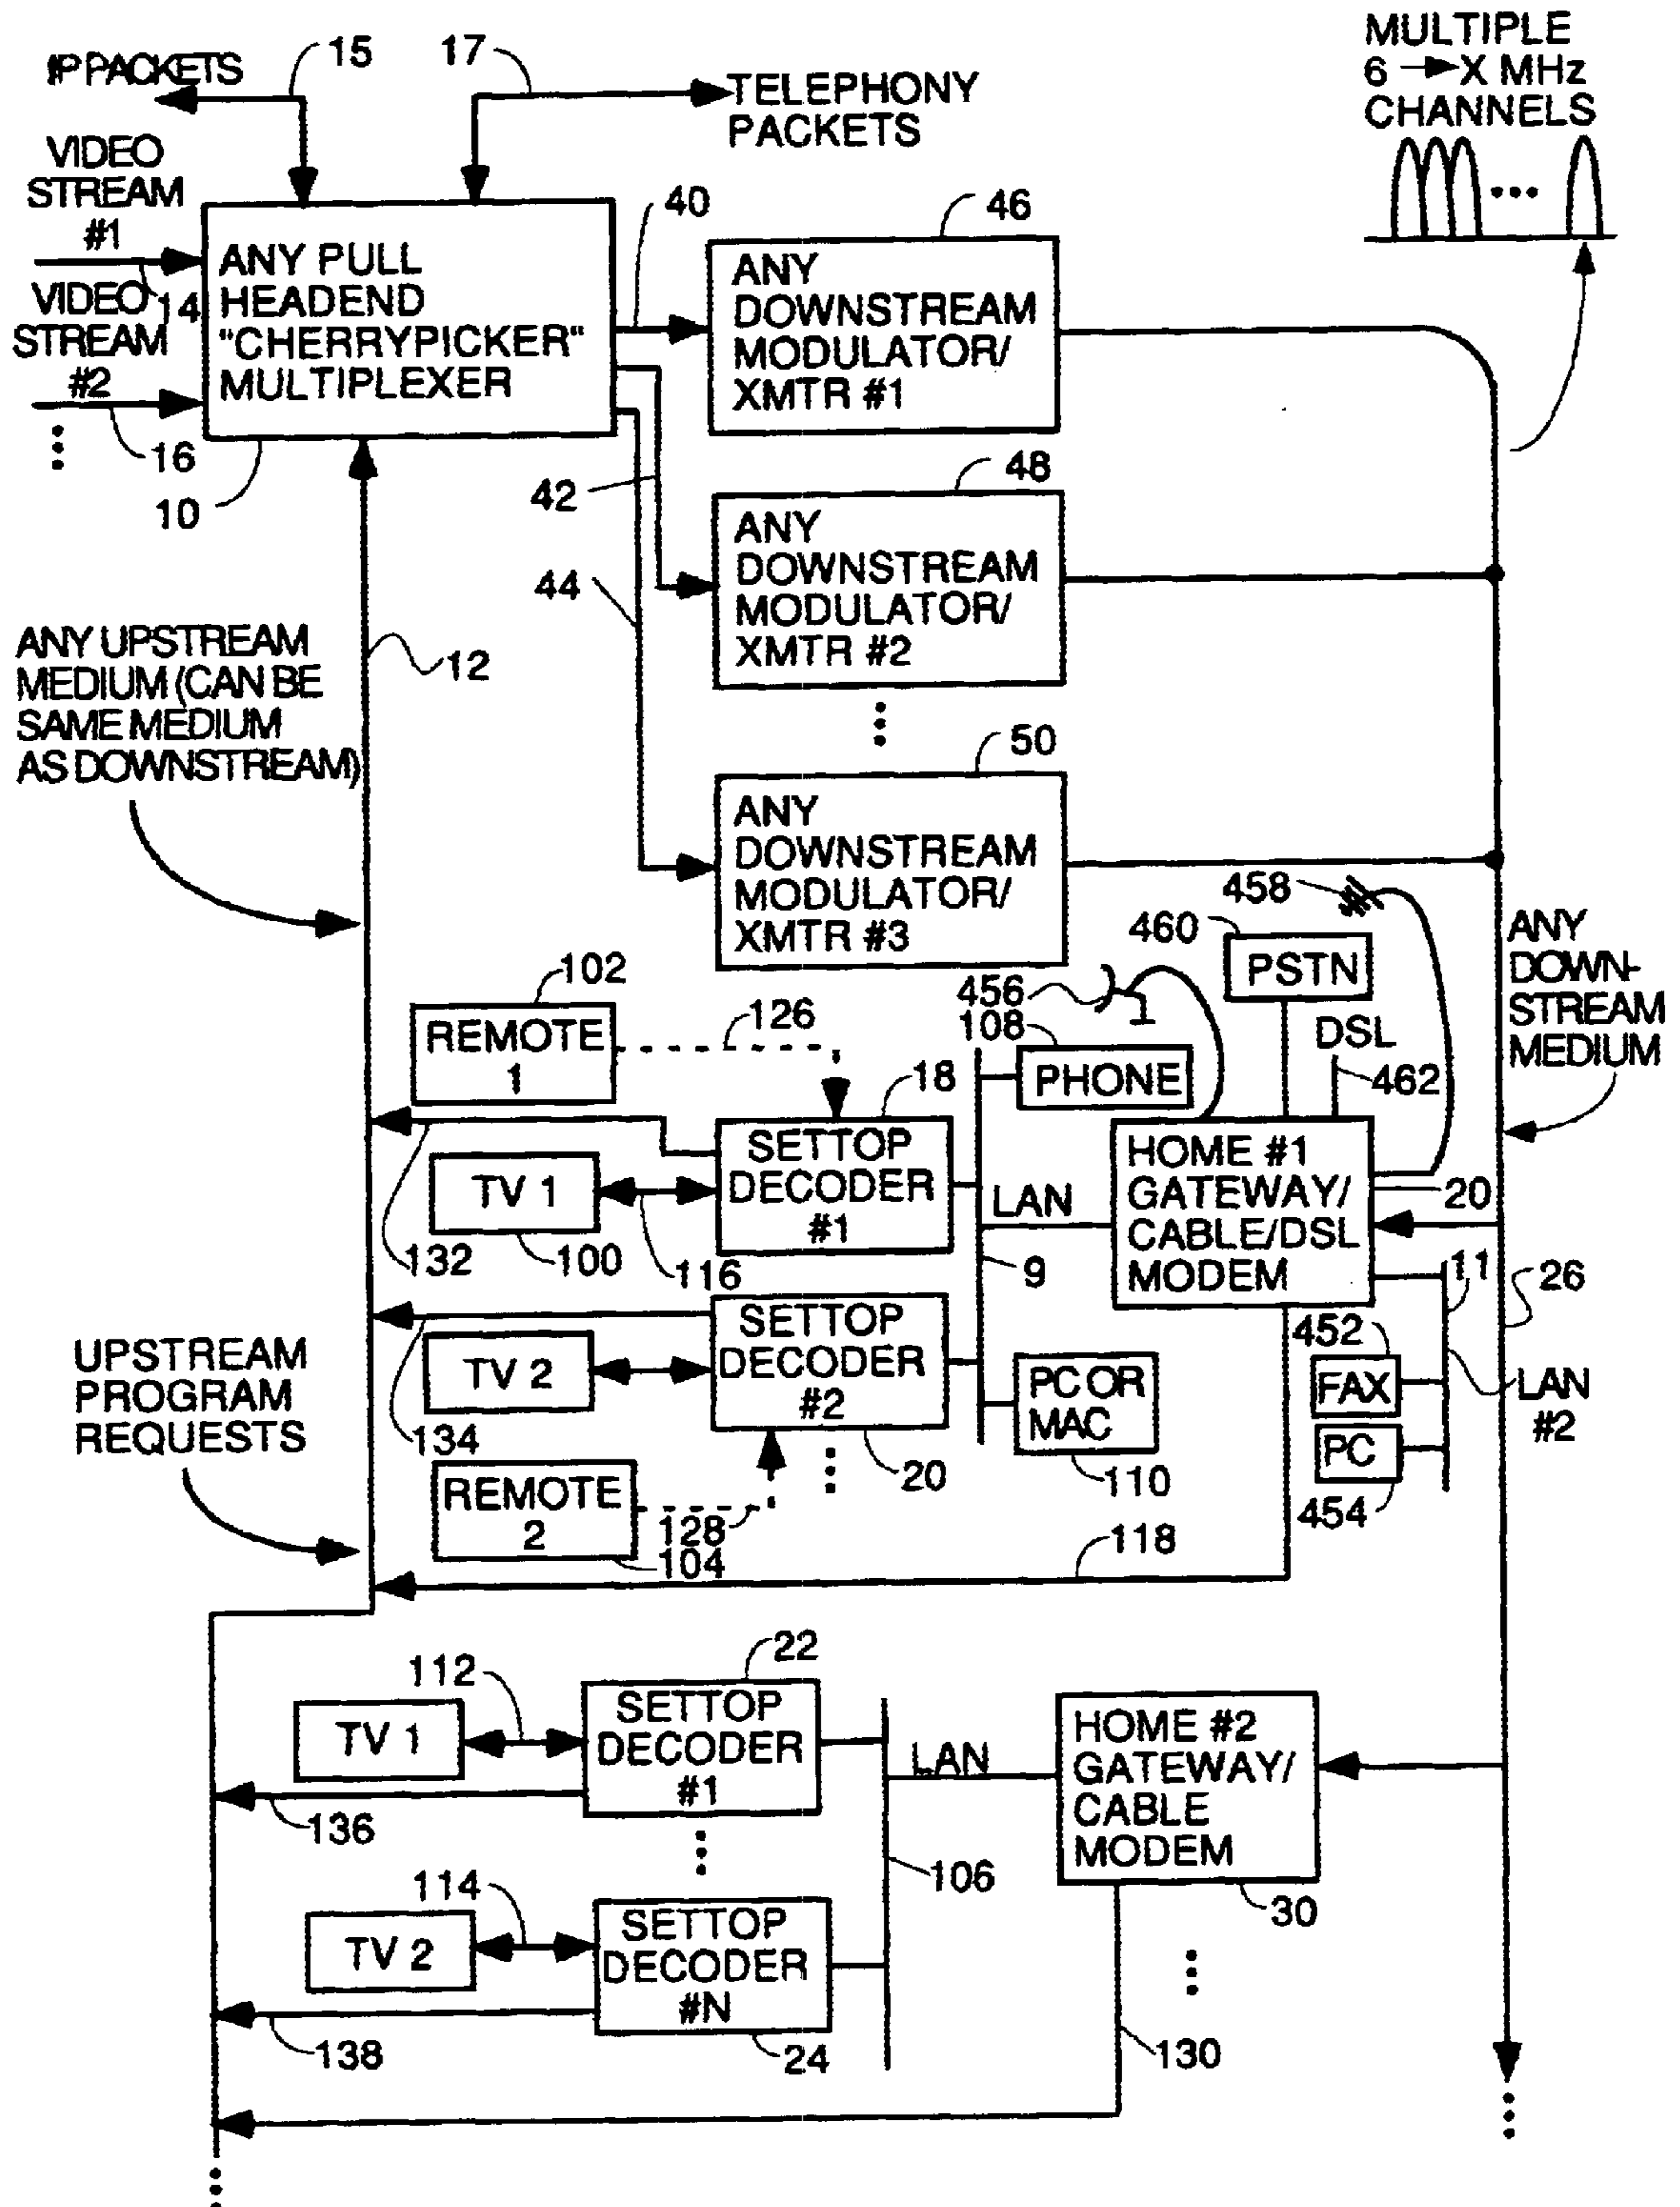 IP PACKETS
15
17
TELEPHONY
PACKETS
MULTIPLE
6 → X MHz
CHANNELS
VIDEO
STREAM
#1
14
VIDEO
STREAM
#2
16
10
ANY PULL
HEADEND
"CHERRYPICKER"
MULTIPLEXER
40
42
44
46
ANY
DOWNSTREAM
MODULATOR/
XMTR #1
48
ANY
DOWNSTREAM
MODULATOR/
XMTR #2
50
ANY
DOWNSTREAM
MODULATOR/
XMTR #3
ANY UPSTREAM
MEDIUM (CAN BE
SAME MEDIUM
AS DOWNSTREAM)
12
458
460
PSTN
456
108
PHONE
DSL
462
ANY
DOWN-
STREAM
MEDIUM
102
REMOTE
1
126
18
SETTOP
DECODER
#1
TV 1
100
116
132
LAN
9
HOME #1
GATEWAY/
CABLE/DSL
MODEM
20
11
26
SETTOP
DECODER
#2
TV 2
134
20
REMOTE
2
128
104
PC OR
MAC
110
452
FAX
PC
454
LAN
#2
UPSTREAM
PROGRAM
REQUESTS
118
112
22
TV 1
SETTOP
DECODER
#1
136
LAN
106
HOME #2
GATEWAY/
CABLE
MODEM
30
114
TV 2
SETTOP
DECODER
#N
138
24
130